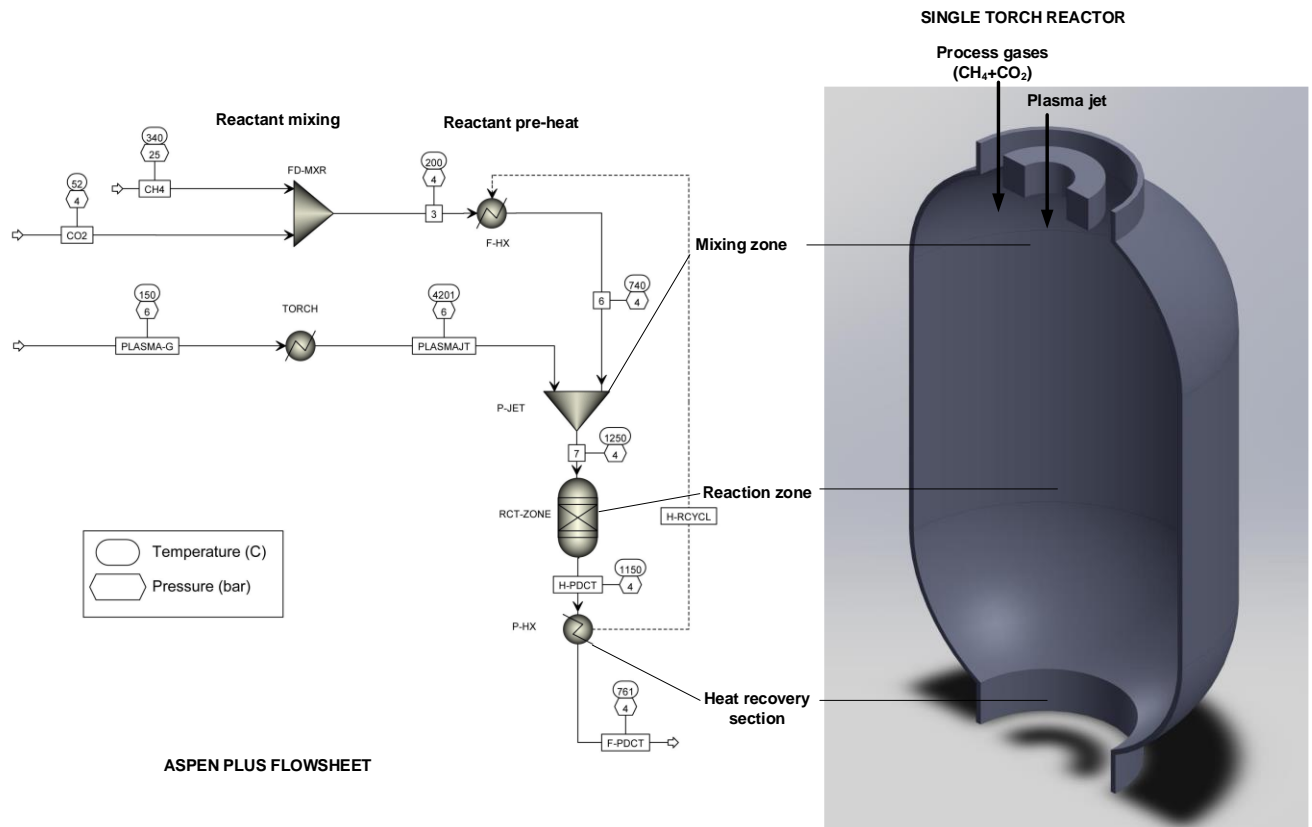 SINGLE TORCH REACTOR
Process gases
(CH₄+CO₂)
Plasma jet
Reactant mixing
Reactant pre-heat
340
25
FD-MXR
200
4
52
4
CH4
3
CO2
F-HX
Mixing zone
740
4
6
150
6
TORCH
4201
6
PLASMA-G
PLASMAJT
P-JET
1250
4
7
Reaction zone
RCT-ZONE
H-RCYCL
Temperature (C)
Pressure (bar)
1150
4
H-PDCT
P-HX
Heat recovery
section
761
4
F-PDCT
ASPEN PLUS FLOWSHEET